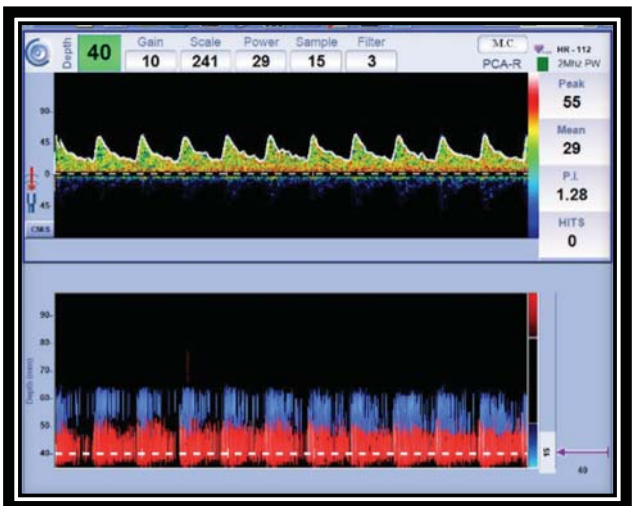 Depth 40 Gain Scale Power Sample Filter M.C. HR - 112
10 241 29 15 3 PCA-R 2Mhz PW
Peak
55
Mean
29
P.I.
1.28
HITS
0
90
45
0
45
CM/S
90
80
70
60
50
40
Depth (mm)
15
40